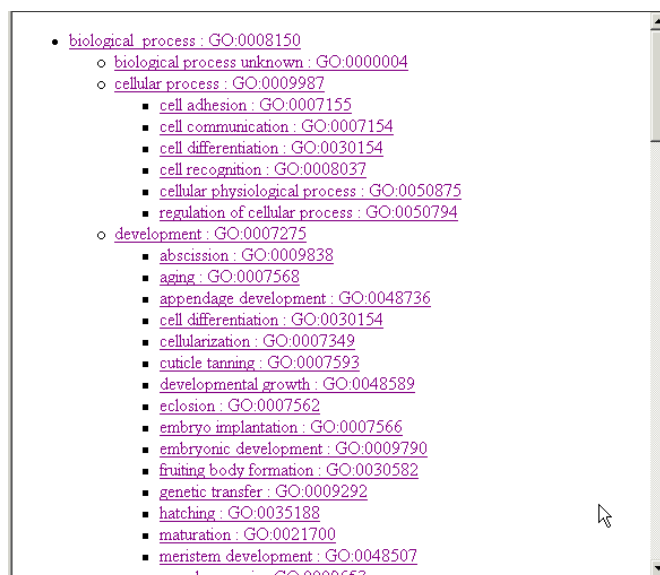 biological_process : GO:0008150
biological process unknown : GO:0000004
cellular process : GO:0009987
cell adhesion : GO:0007155
cell communication : GO:0007154
cell differentiation : GO:0030154
cell recognition : GO:0008037
cellular physiological process : GO:0050875
regulation of cellular process : GO:0050794
development : GO:0007275
abscission : GO:0009838
aging : GO:0007568
appendage development : GO:0048736
cell differentiation : GO:0030154
cellularization : GO:0007349
cuticle tanning : GO:0007593
developmental growth : GO:0048589
eclosion : GO:0007562
embryo implantation : GO:0007566
embryonic development : GO:0009790
fruiting body formation : GO:0030582
genetic transfer : GO:0009292
hatching : GO:0035188
maturation : GO:0021700
meristem development : GO:0048507